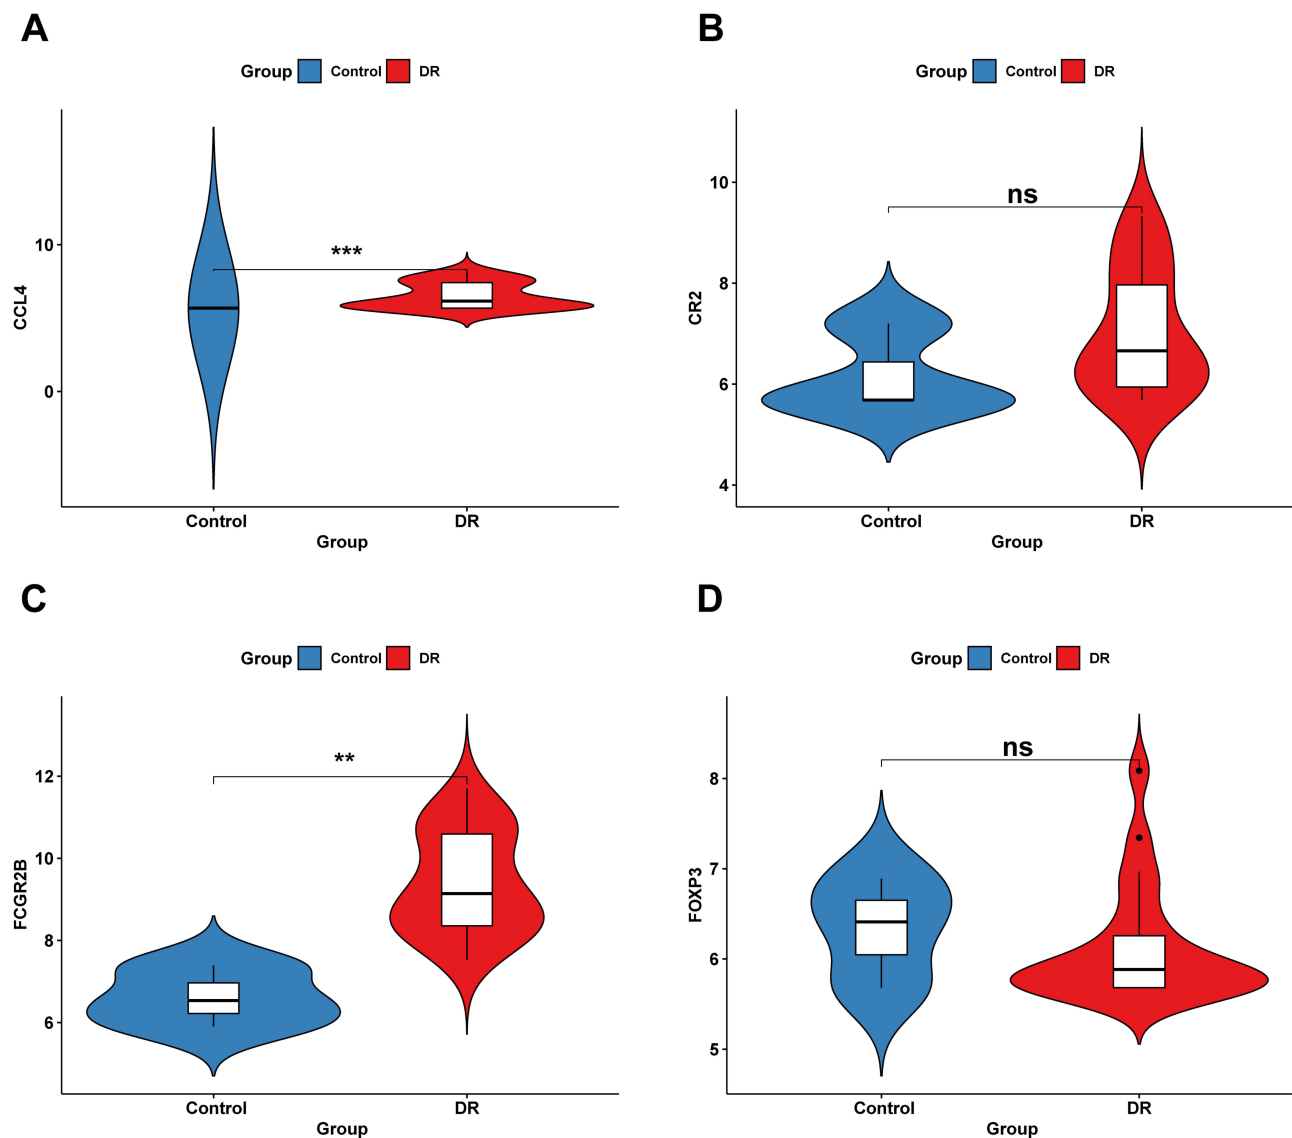 A
Group Control DR
CCL4
10
0
***
Control DR
Group
B
Group Control DR
CR2
10
8
6
4
ns
Control DR
Group
C
Group Control DR
FCGR2B
12
10
8
6
**
Control DR
Group
D
Group Control DR
FOXP3
8
7
6
5
ns
Control DR
Group